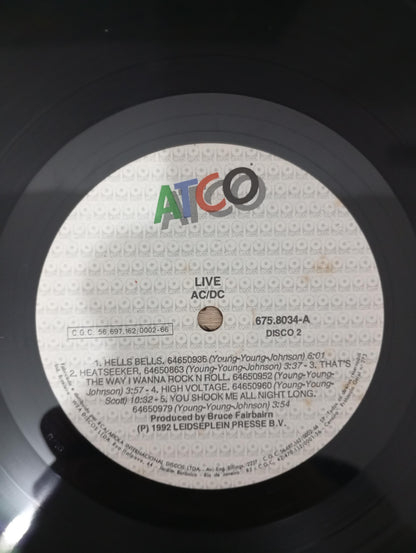 ATCO
LIVE
AC/DC
675.8034-A
DISCO 2
C.G.C. 56.697.162/0002-66
1. HELLS BELLS. 64650936 (Young-Young-Johnson) 6:01
2. HEATSEEKER, 64650863 (Young-Young-Johnson) 3:37 - 3. THAT'S
THE WAY I WANNA ROCK N ROLL. 64650952 (Young-Young-
Johnson) 3:57 - 4. HIGH VOLTAGE. 64650960 (Young-Young-
Scott) 10:32 - 5. YOU SHOOK ME ALL NIGHT LONG.
64650979 (Young-Young-Johnson) 3:54
Produced by Bruce Fairbairn
(P) 1992 LEIDSEPLEIN PRESSE B.V.